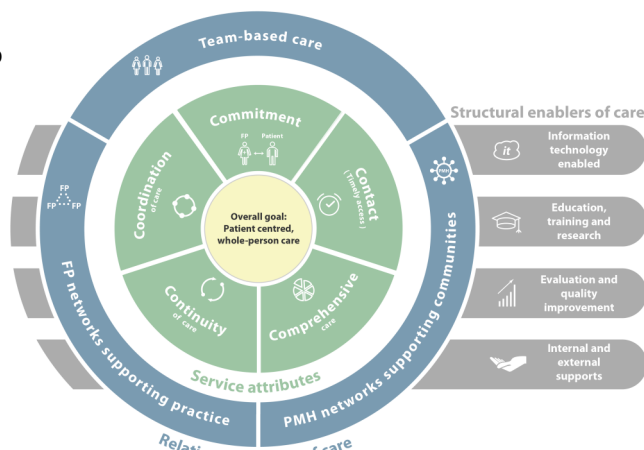 Team-based care
Commitment
FP
Patient
Coordination
of care
Contact
(Timely access)
Overall goal:
Patient centred,
whole-person care
Continuity
of care
Comprehensive
care
Service attributes
FP
FP
FP
FP networks supporting practice
PMH
PMH networks supporting communities
of care
Structural enablers of care
it
Information
technology
enabled
Education,
training and
research
Evaluation and
quality
improvement
Internal and
external
supports